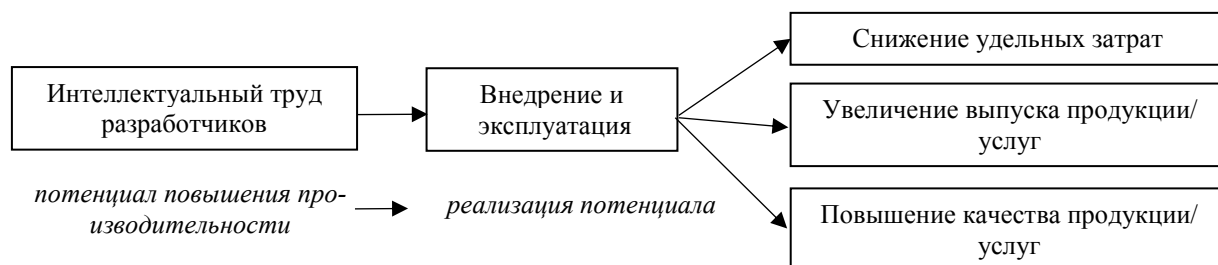 Интеллектуальный труд
разработчиков
Внедрение и
эксплуатация
Снижение удельных затрат
Увеличение выпуска продукции/
услуг
Повышение качества продукции/
услуг
потенциал повышения про-
изводительности
реализация потенциала